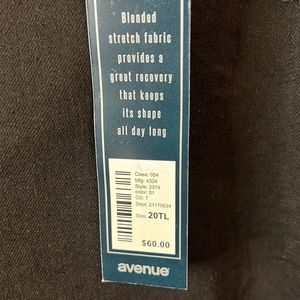 Blended
stretch fabric
provides a
great recovery
that keeps
its shape
all day long
Class: 054
Mfg: 4324
Style: 2374
color: 01
CD: 7
Dept: 21170634
Size: 20TL
$60.00
avenue®